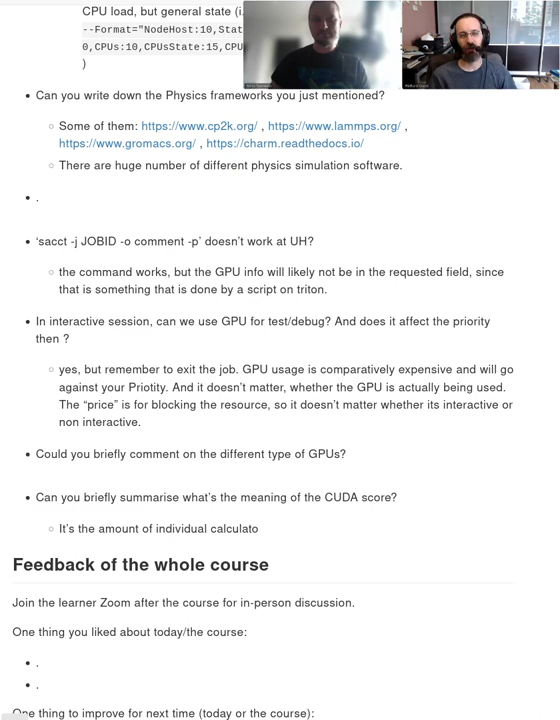 CPU load, but general state (i.
--Format="NodeHost:10,Stat
0,CPUs:10,CPUsState:15,CPU
)
• Can you write down the Physics frameworks you just mentioned?
◦ Some of them: https://www.cp2k.org/ , https://www.lammps.org/ ,
https://www.gromacs.org/ , https://charm.readthedocs.io/
◦ There are huge number of different physics simulation software.
• .
• ‘sacct -j JOBID -o comment -p’ doesn’t work at UH?
◦ the command works, but the GPU info will likely not be in the requested field, since
that is something that is done by a script on triton.
• In interactive session, can we use GPU for test/debug? And does it affect the priority
then ?
◦ yes, but remember to exit the job. GPU usage is comparatively expensive and will go
against your Priotity. And it doesn’t matter, whether the GPU is actually being used.
The “price” is for blocking the resource, so it doesn’t matter whether its interactive or
non interactive.
• Could you briefly comment on the different type of GPUs?
• Can you briefly summarise what’s the meaning of the CUDA score?
◦ It’s the amount of individual calculato
Feedback of the whole course
Join the learner Zoom after the course for in-person discussion.
One thing you liked about today/the course:
• .
• .
One thing to improve for next time (today or the course):